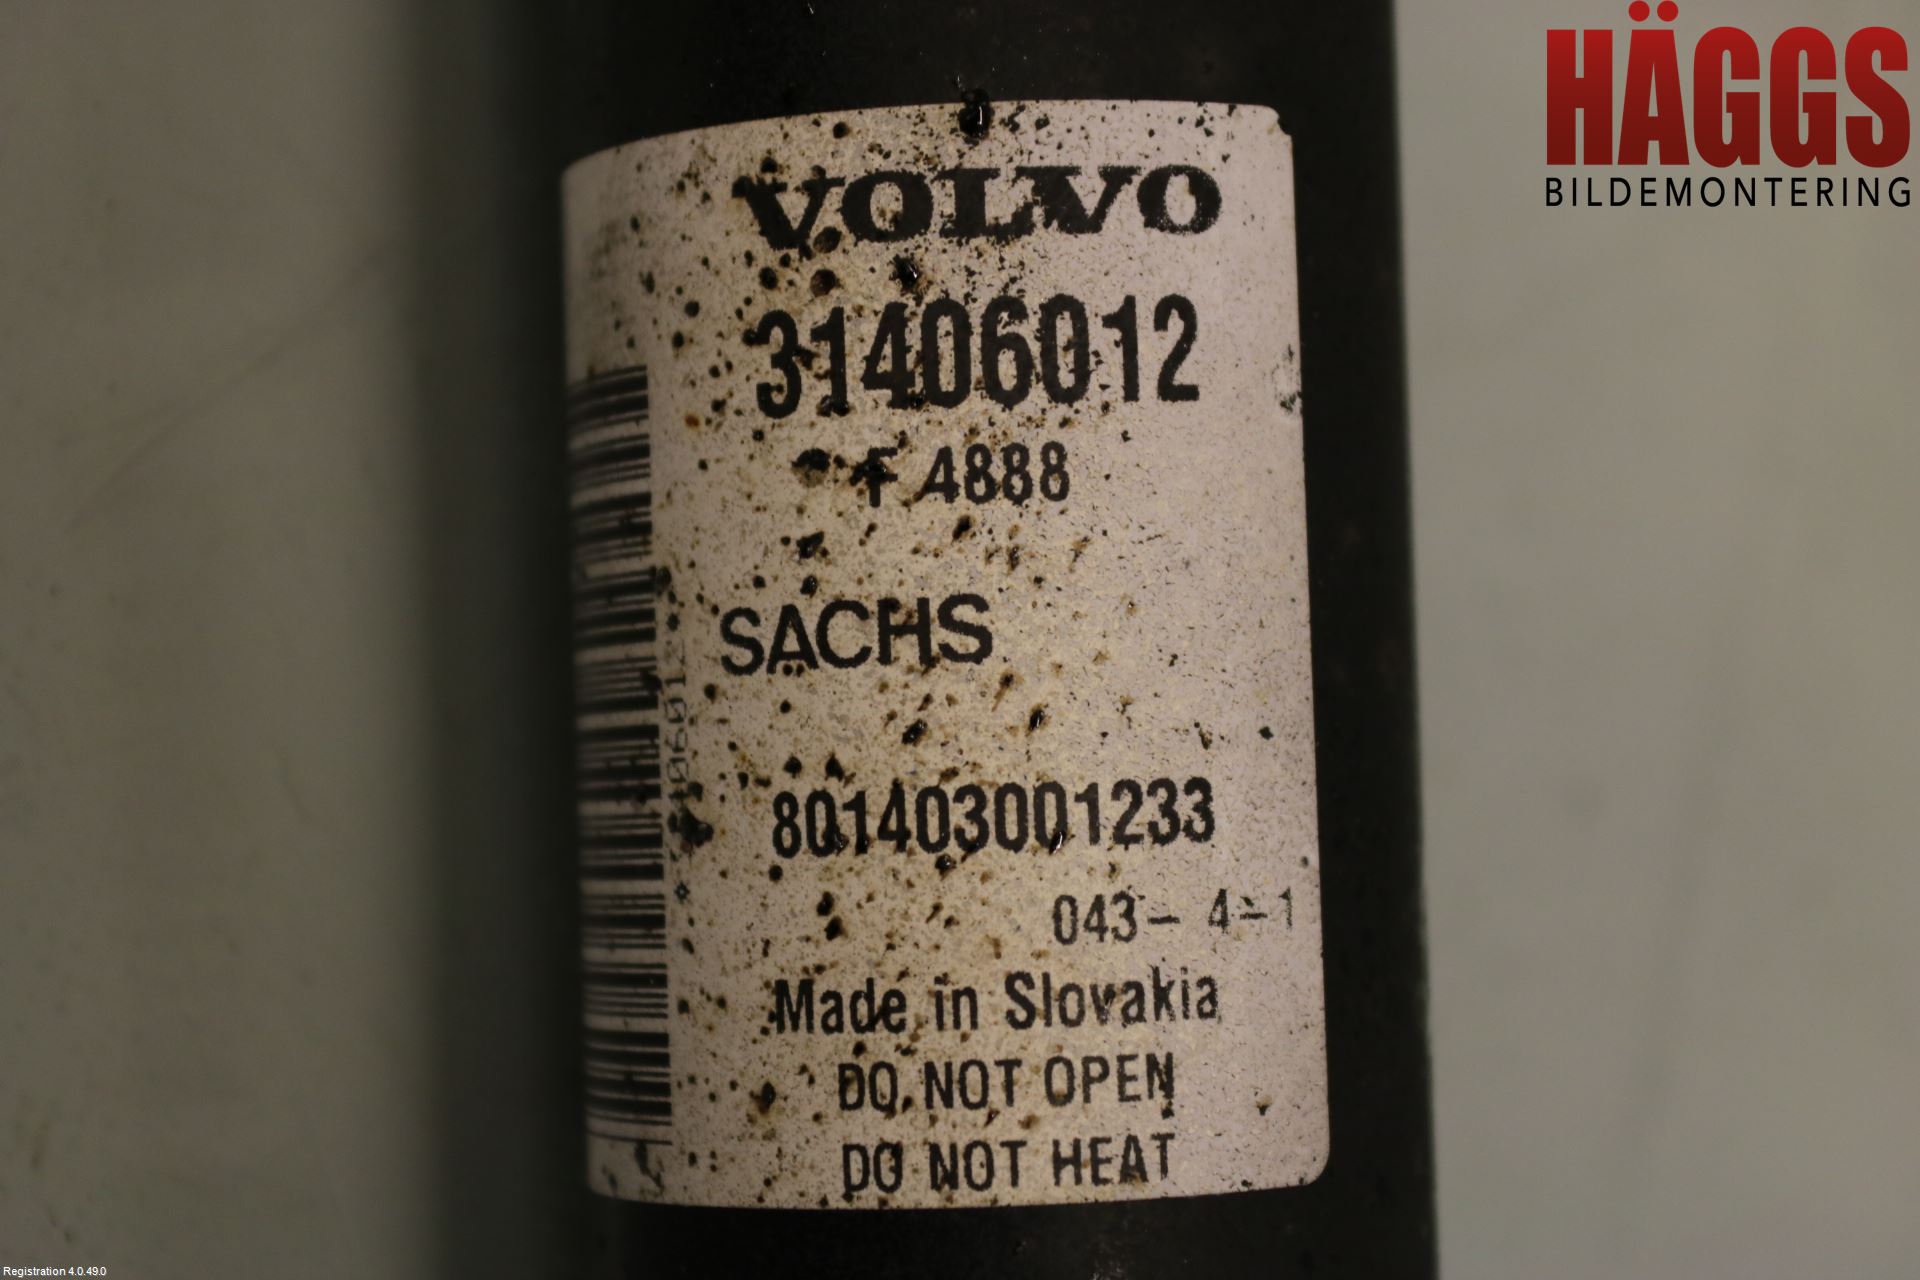 HÄGGS
BILDEMONTERING
VOLVO
31406012
F 4888
SACHS
801403001233
043- 4-1
Made in Slovakia
DO NOT OPEN
DO NOT HEAT
Registration 4.0.49.0